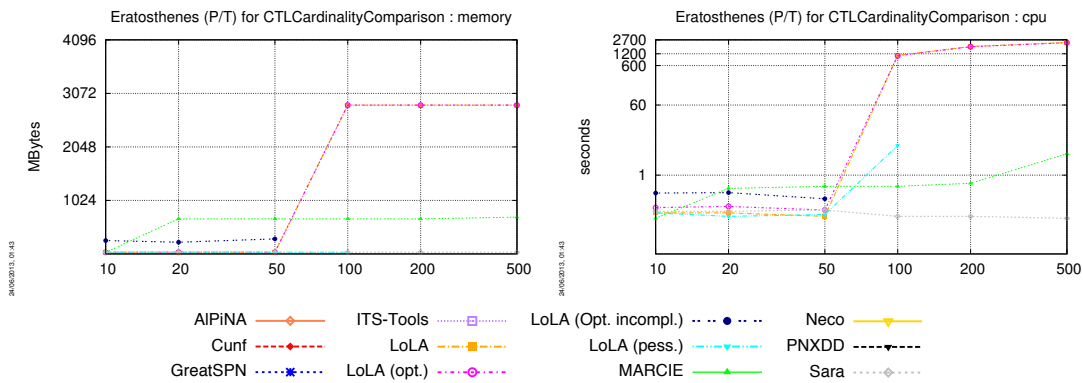 Eratosthenes (P/T) for CTLCardinalityComparison : memory
4096
3072
2048
1024
MBytes
10 20 50 100 200 500
24/06/2013, 01:43
Eratosthenes (P/T) for CTLCardinalityComparison : cpu
2700
1200
600
60
1
seconds
10 20 50 100 200 500
24/06/2013, 01:43
AlPiNA ITS-Tools LoLA (Opt. incompl.) Neco
Cunf LoLA LoLA (pess.) PNXDD
GreatSPN LoLA (opt.) MARCIE Sara